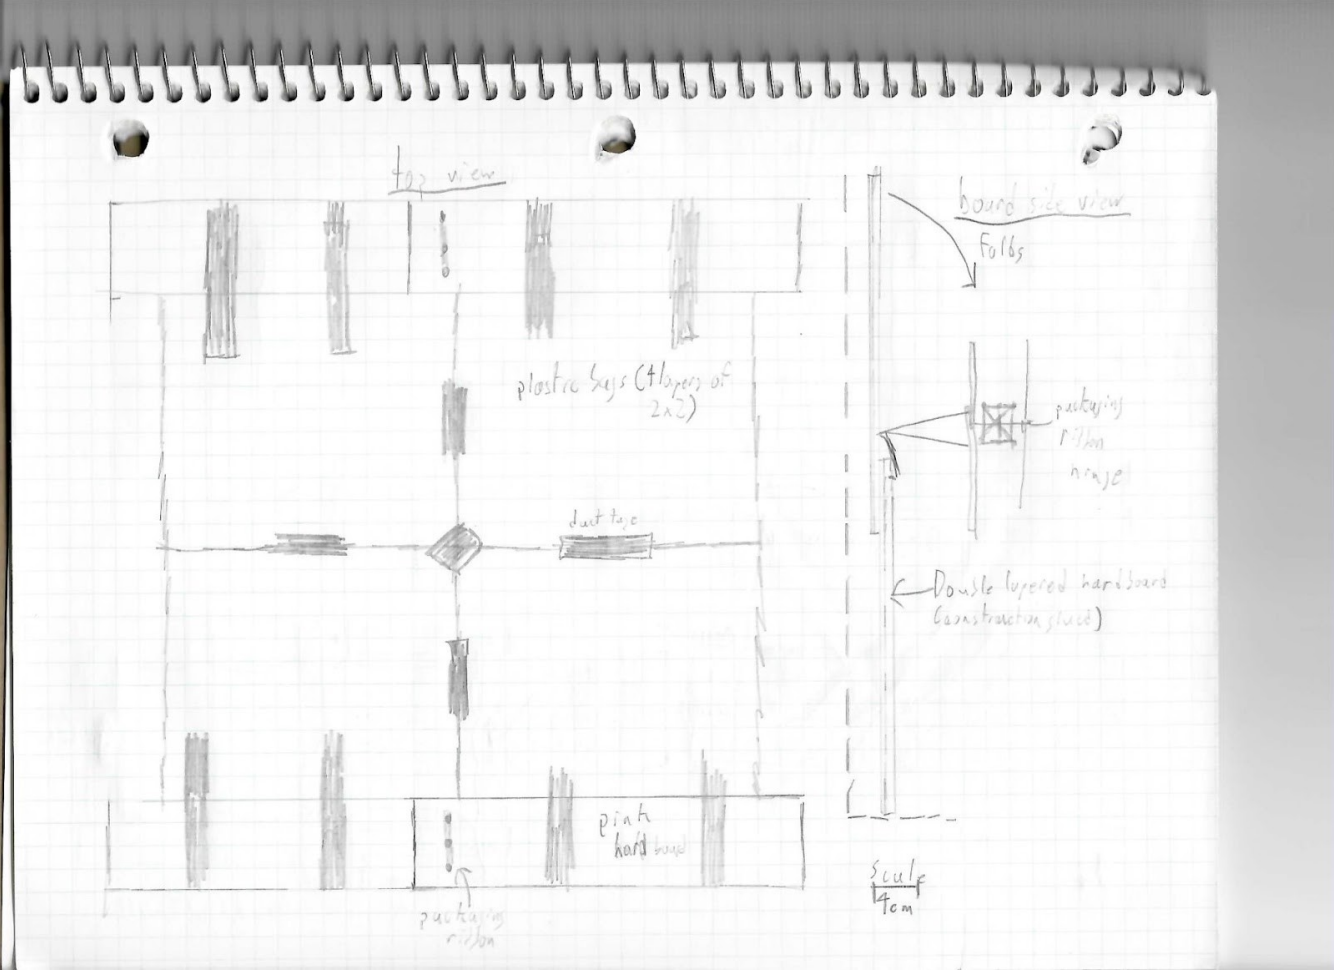 top view
board side view
Folds
plastic bags (4 layers of
2x2)
packaging
ribbon
hinge
duct tape
Double layered hardboard
(construction glued)
pink
hard board
scale
4cm
packaging
ribbon